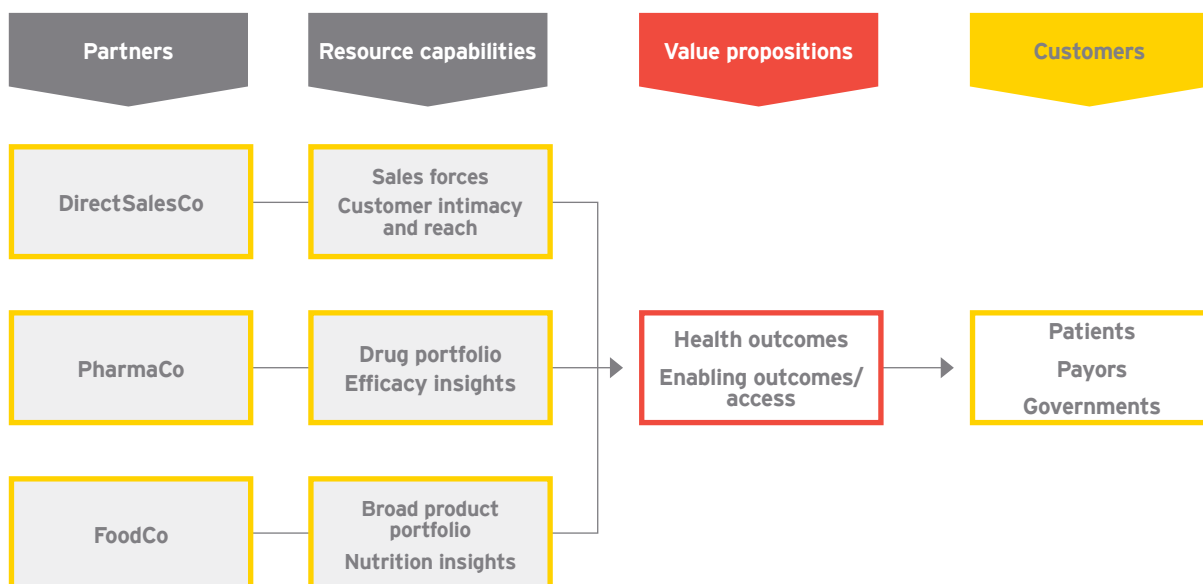 Partners
Resource capabilities
Value propositions
Customers
DirectSalesCo
Sales forces
Customer intimacy
and reach
PharmaCo
Drug portfolio
Efficacy insights
Health outcomes
Enabling outcomes/
access
Patients
Payors
Governments
FoodCo
Broad product
portfolio
Nutrition insights